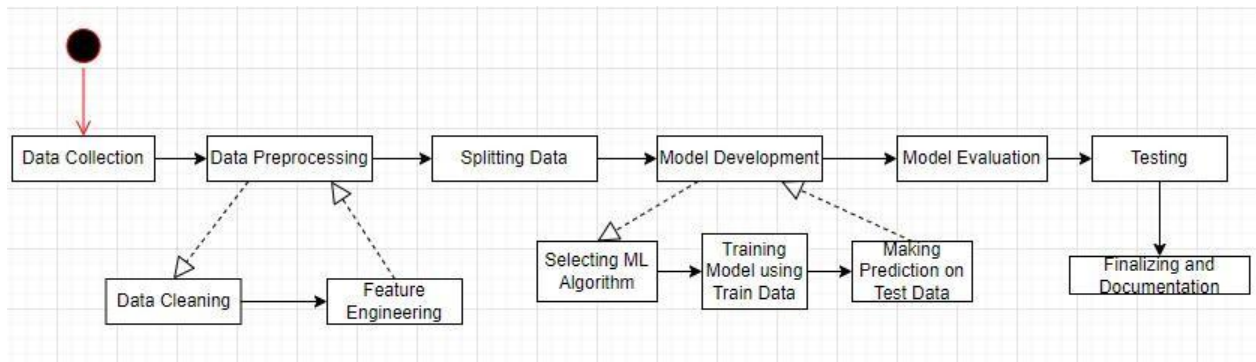 Data Collection
Data Preprocessing
Splitting Data
Model Development
Model Evaluation
Testing
Data Cleaning
Feature
Engineering
Selecting ML
Algorithm
Training
Model using
Train Data
Making
Prediction on
Test Data
Finalizing and
Documentation